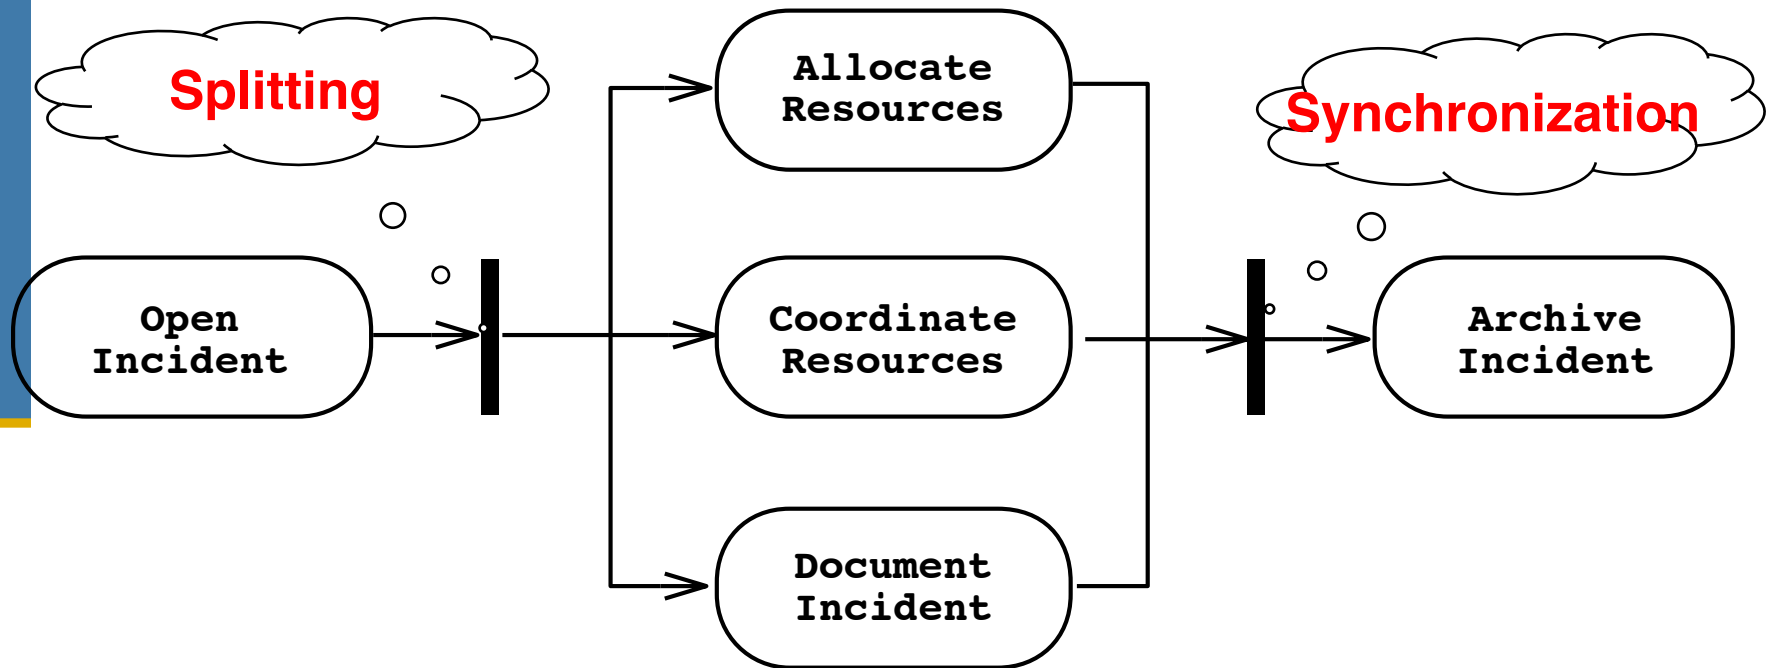 Splitting
Allocate
Resources
Synchronization
Open
Incident
Coordinate
Resources
Archive
Incident
Document
Incident